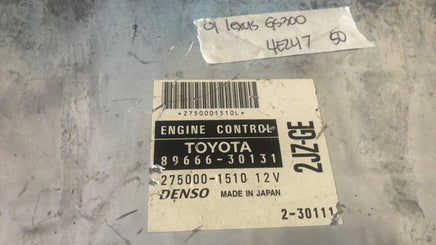 01 Lexus GS300
4E247 50
*2750001510L*
ENGINE CONTROL
TOYOTA
89666-30131
275000-1510 12V
DENSO MADE IN JAPAN
2JZ-GE
2-30111